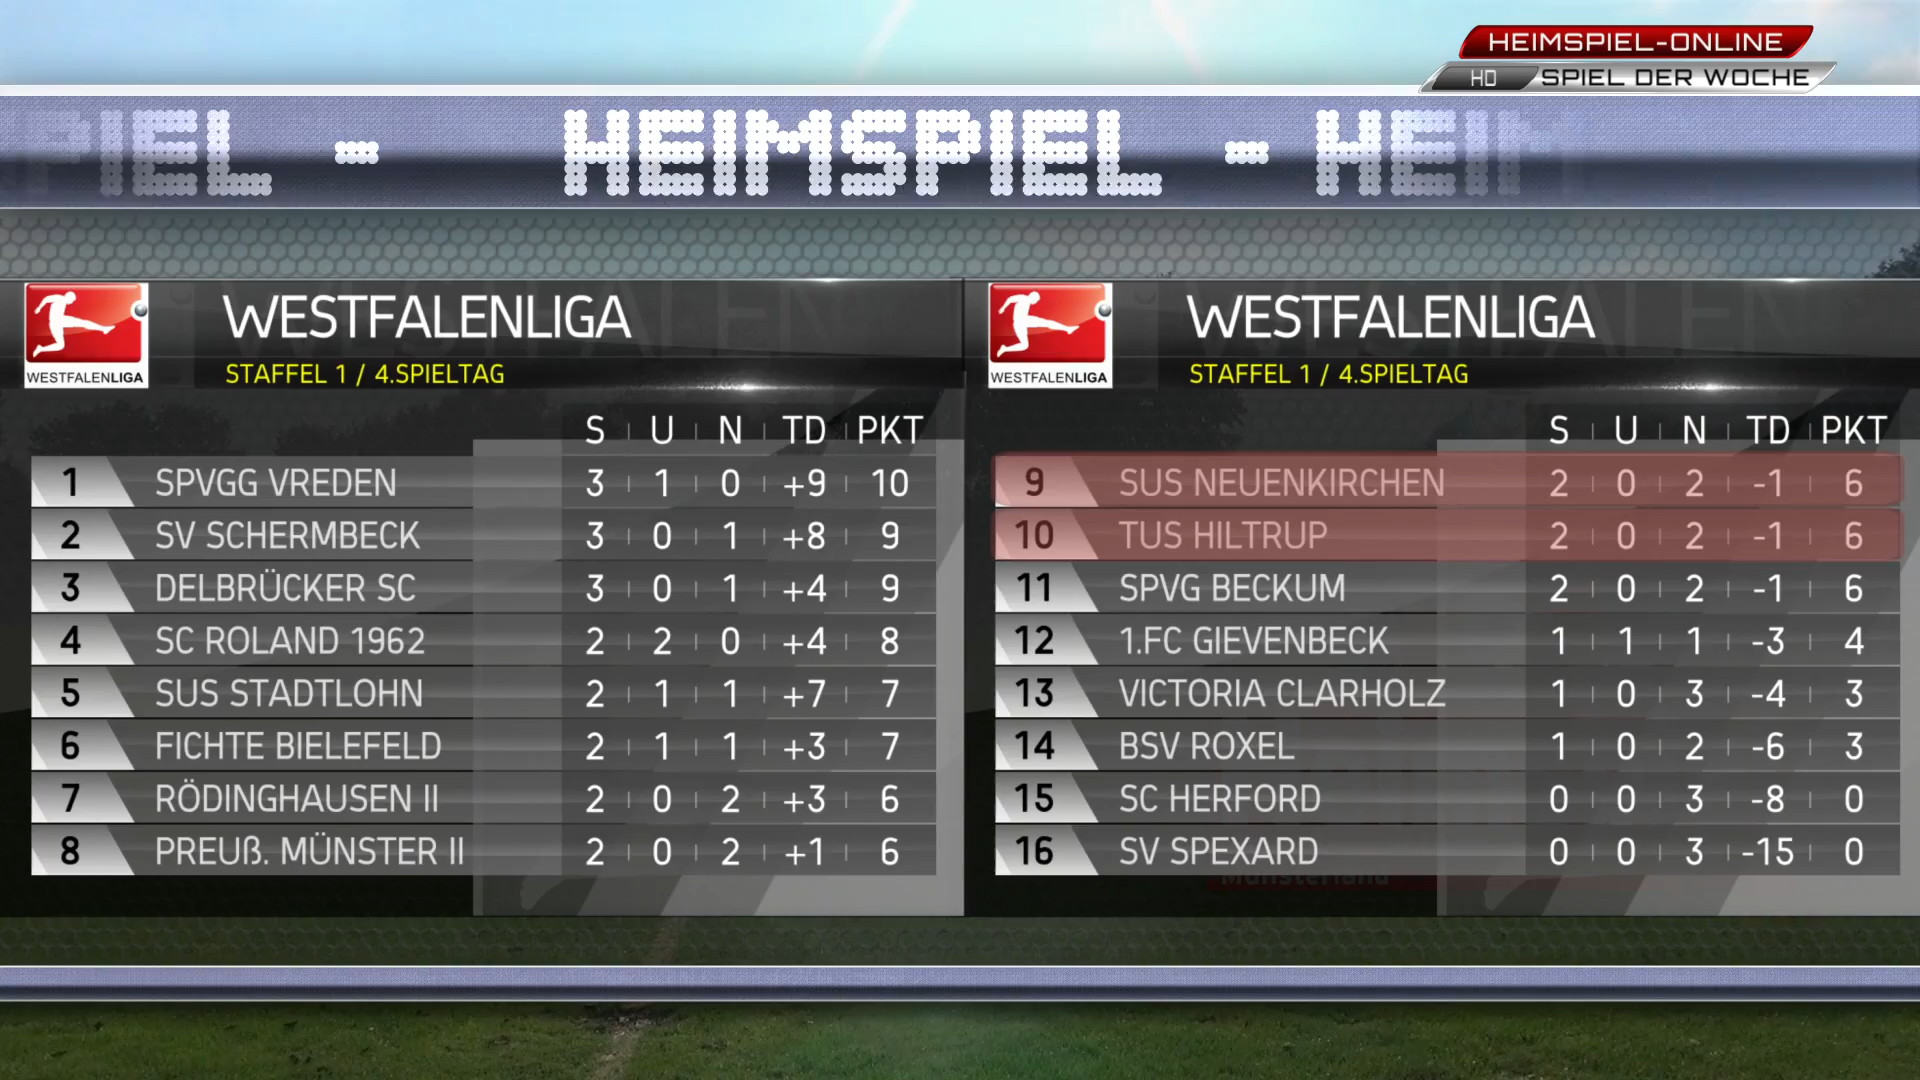 HEIMSPIEL-ONLINE
HD SPIEL DER WOCHE
PIEL - HEIMSPIEL - HEIM
WESTFALENLIGA
STAFFEL 1 / 4.SPIELTAG
WESTFALENLIGA
S U N TD PKT
1 SPVGG VREDEN 3 1 0 +9 10
2 SV SCHERMBECK 3 0 1 +8 9
3 DELBRÜCKER SC 3 0 1 +4 9
4 SC ROLAND 1962 2 2 0 +4 8
5 SUS STADTLOHN 2 1 1 +7 7
6 FICHTE BIELEFELD 2 1 1 +3 7
7 RÖDINGHAUSEN II 2 0 2 +3 6
8 PREUß. MÜNSTER II 2 0 2 +1 6
WESTFALENLIGA
STAFFEL 1 / 4.SPIELTAG
WESTFALENLIGA
S U N TD PKT
9 SUS NEUENKIRCHEN 2 0 2 -1 6
10 TUS HILTRUP 2 0 2 -1 6
11 SPVG BECKUM 2 0 2 -1 6
12 1.FC GIEVENBECK 1 1 1 -3 4
13 VICTORIA CLARHOLZ 1 0 3 -4 3
14 BSV ROXEL 1 0 2 -6 3
15 SC HERFORD 0 0 3 -8 0
16 SV SPEXARD 0 0 3 -15 0
Münsterland